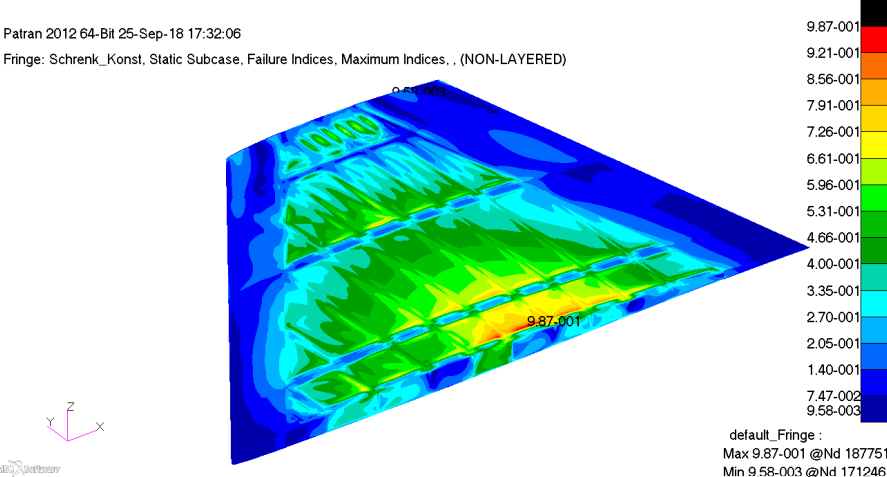 Patran 2012 64-Bit 25-Sep-18 17:32:06
Fringe: Schrenk_Konst, Static Subcase, Failure Indices, Maximum Indices, , (NON-LAYERED)
9.87-001
9.21-001
8.56-001
7.91-001
7.26-001
6.61-001
5.96-001
5.31-001
4.66-001
4.00-001
3.35-001
2.70-001
2.05-001
1.40-001
7.47-002
9.58-003
9.58-003
9.87-001
Z
Y
X
default_Fringe :
Max 9.87-001 @Nd 187751
Min 9.58-003 @Nd 171246
Software